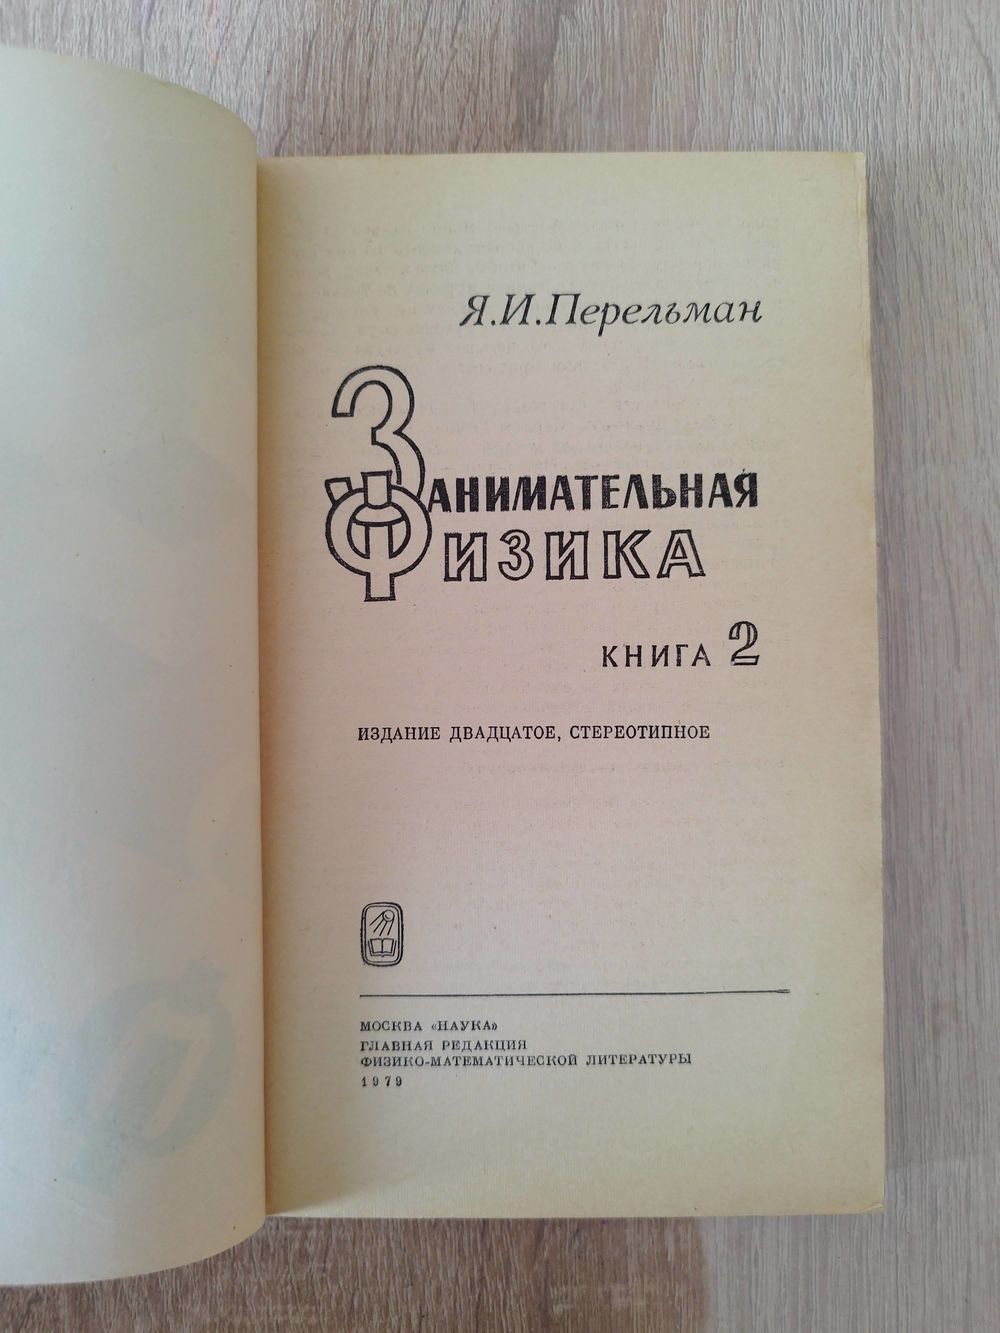 Я.И.Перельман
ЗАНИМАТЕЛЬНАЯ
ФИЗИКА
КНИГА 2
ИЗДАНИЕ ДВАДЦАТОЕ, СТЕРЕОТИПНОЕ
МОСКВА «НАУКА»
ГЛАВНАЯ РЕДАКЦИЯ
ФИЗИКО-МАТЕМАТИЧЕСКОЙ ЛИТЕРАТУРЫ
1979